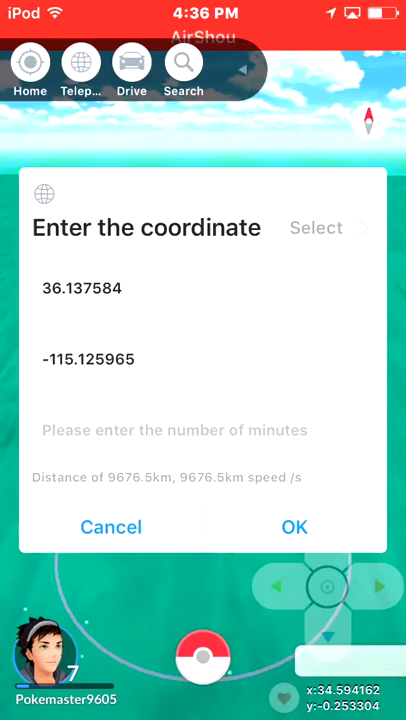 iPod
4:36 PM
AirShou
Home
Telep...
Drive
Search
Enter the coordinate
Select
36.137584
-115.125965
Please enter the number of minutes
Distance of 9676.5km, 9676.5km speed /s
Cancel
OK
7
Pokemaster9605
x:34.594162
y:-0.253304